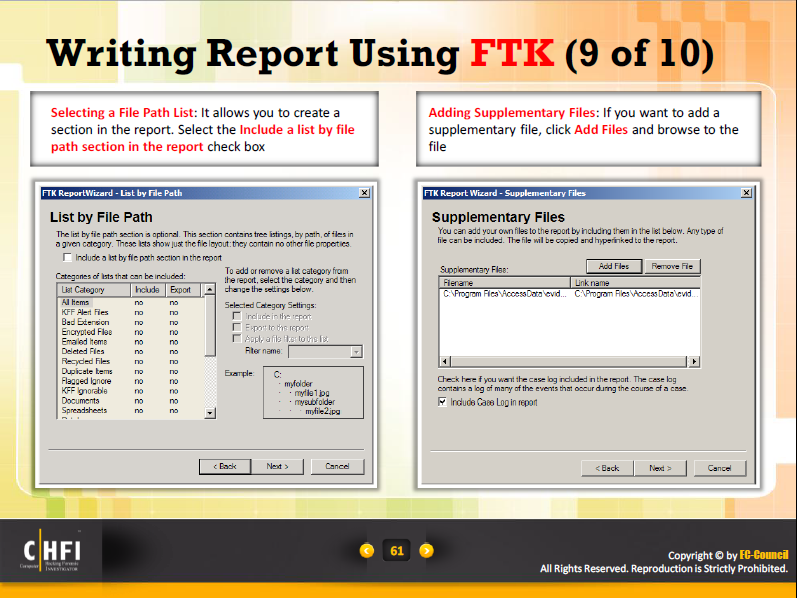 Writing Report Using FTK (9 of 10)
Selecting a File Path List: It allows you to create a
section in the report. Select the Include a list by file
path section in the report check box
Adding Supplementary Files: If you want to add a
supplementary file, click Add Files and browse to the
file
FTK ReportWizard - List by File Path
List by File Path
The list by file path section is optional. This section contains tree listings, by path, of files in
a given category. These lists show just the file layout: they contain no other file properties.
Include a list by file path section in the report
Categories of lists that can be included:
List Category Include Export
All Items no no
KFF Alert Files no no
Bad Extension no no
Encrypted Files no no
Emailed Items no no
Deleted Files no no
Recycled Files no no
Duplicate Items no no
Flagged Ignore no no
KFF Ignorable no no
Documents no no
Spreadsheets no no
To add or remove a list category from
the report, select the category and then
change the settings below.
Selected Category Settings:
Include in the report
Export to the report
Apply a file filter to the list
Filter name:
Example:
C:
myfolder
myfile1.jpg
mysubfolder
myfile2.jpg
< Back
Next >
Cancel
FTK Report Wizard - Supplementary Files
Supplementary Files
You can add your own files to the report by including them in the list below. Any type of
file can be included. The file will be copied and hyperlinked to the report.
Supplementary Files:
Add Files
Remove File
Filename Link name
C:\Program Files\AccessData\evid... C:\Program Files\AccessData\evid...
Check here if you want the case log included in the report. The case log
contains a log of many of the events that occur during the course of a case.
Include Case Log in report
< Back
Next >
Cancel
CHFI
Computer Hacking Forensic
INVESTIGATOR
61
Copyright © by EC-Council
All Rights Reserved. Reproduction is Strictly Prohibited.